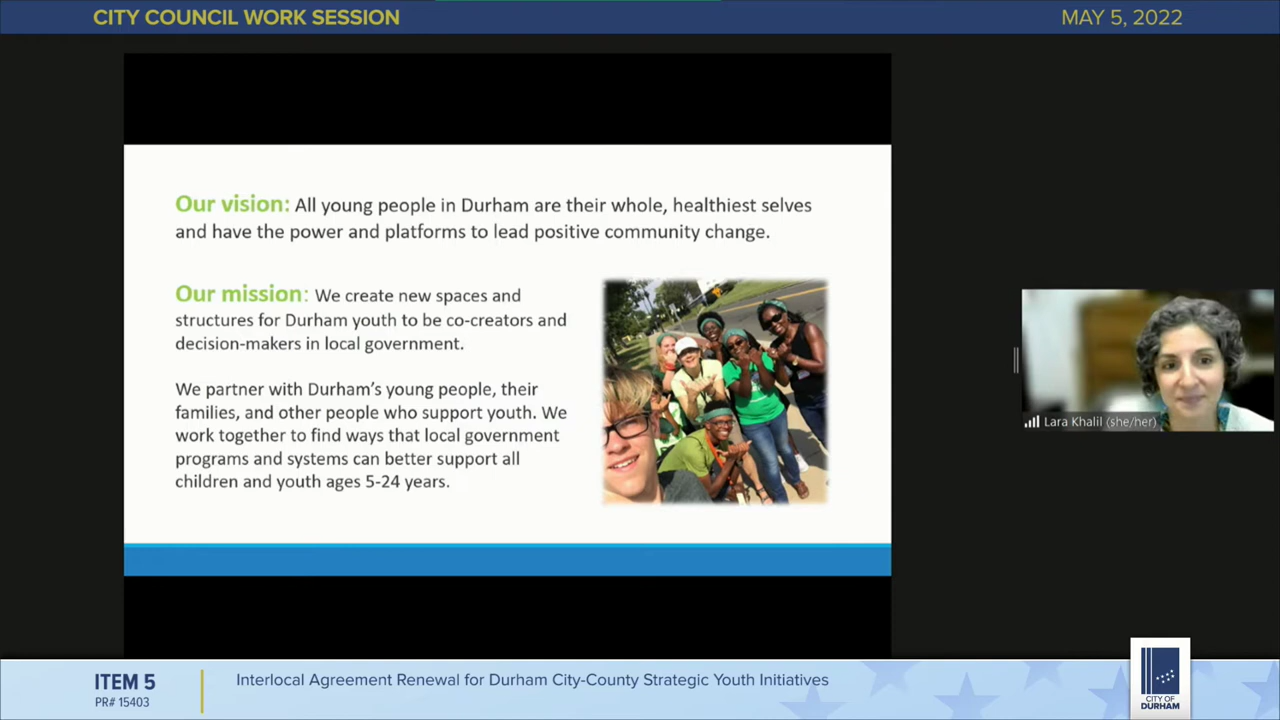 CITY COUNCIL WORK SESSION
MAY 5, 2022
Our vision: All young people in Durham are their whole, healthiest selves
and have the power and platforms to lead positive community change.
Our mission: We create new spaces and
structures for Durham youth to be co-creators and
decision-makers in local government.
We partner with Durham's young people, their
families, and other people who support youth. We
work together to find ways that local government
programs and systems can better support all
children and youth ages 5-24 years.
Lara Khalil (she/her)
ITEM 5
PR# 15403
Interlocal Agreement Renewal for Durham City-County Strategic Youth Initiatives
CITY OF
DURHAM